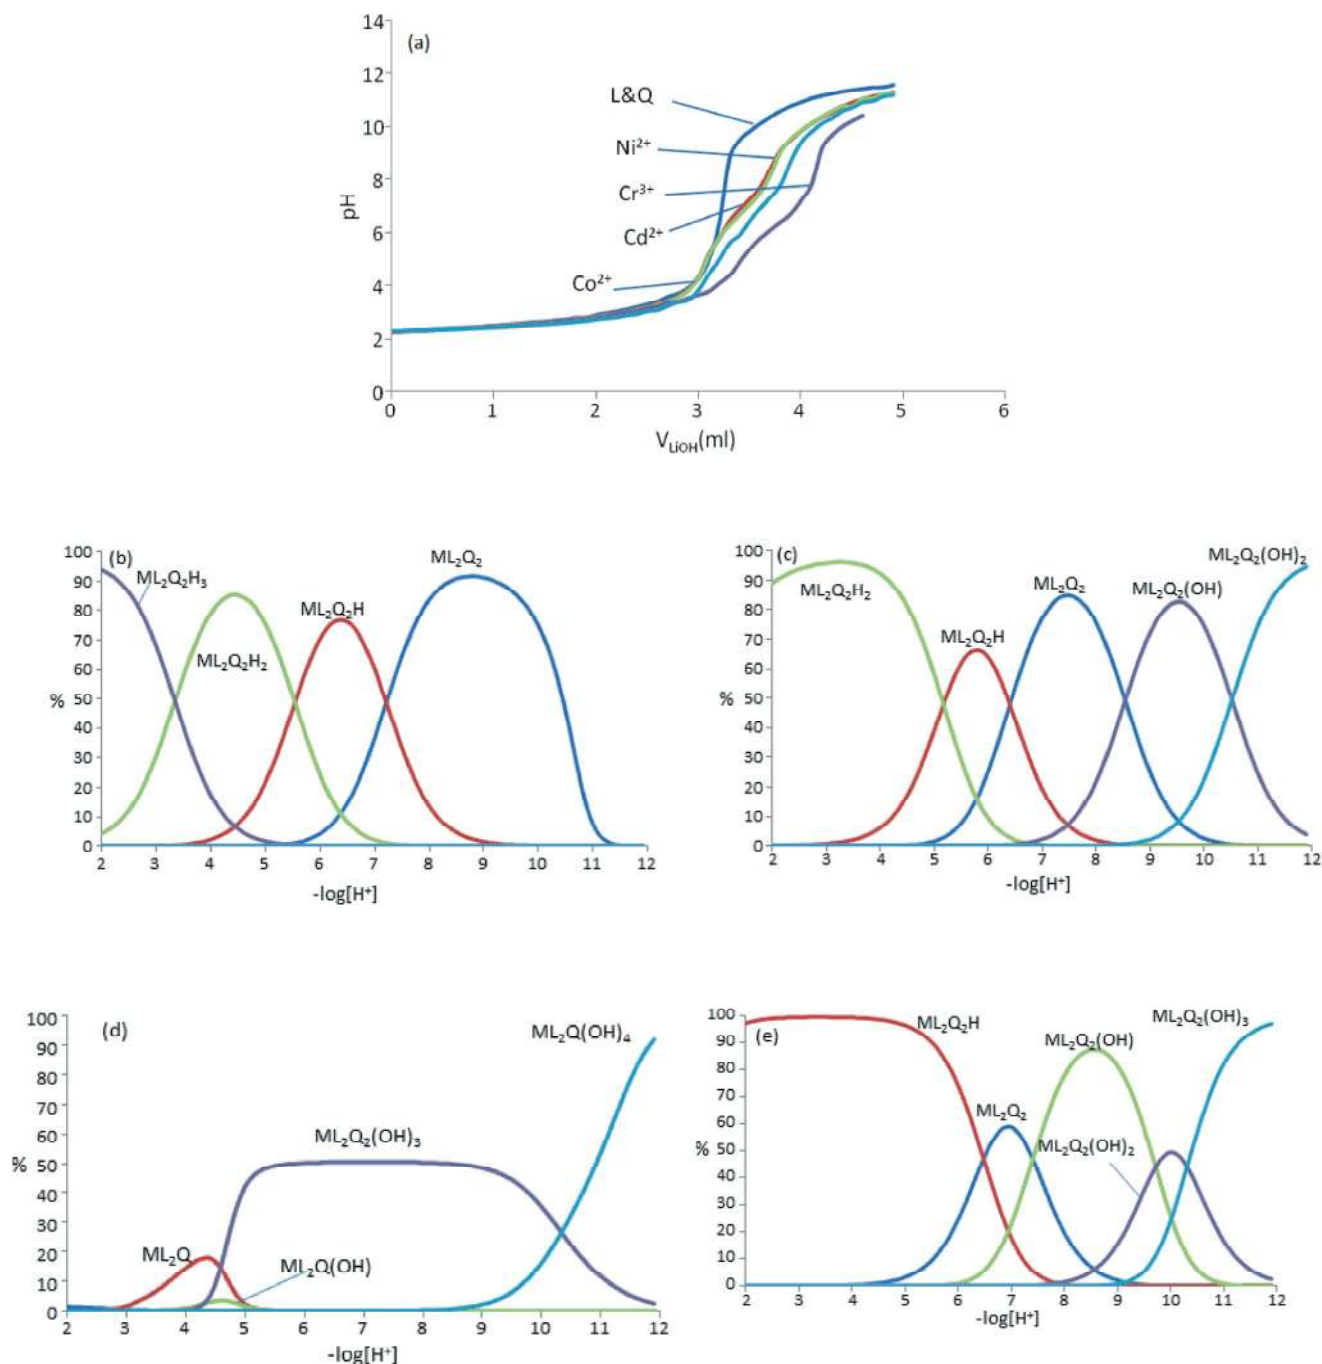 (a)
14
12
10
8
6
4
2
0
pH
L&Q
Ni²⁺
Cr³⁺
Cd²⁺
Co²⁺
0 1 2 3 4 5 6
V_LiOH(ml)
(b)
100
90
80
70
60
50
40
30
20
10
0
%
ML₂Q₂H₃
ML₂Q₂H₂
ML₂Q₂H
ML₂Q₂
2 3 4 5 6 7 8 9 10 11 12
-log[H⁺]
(c)
100
90
80
70
60
50
40
30
20
10
0
%
ML₂Q₂H₂
ML₂Q₂H
ML₂Q₂
ML₂Q₂(OH)
ML₂Q₂(OH)₂
2 3 4 5 6 7 8 9 10 11 12
-log[H⁺]
(d)
100
90
80
70
60
50
40
30
20
10
0
%
ML₂Q
ML₂Q(OH)
ML₂Q₂(OH)₃
ML₂Q(OH)₄
2 3 4 5 6 7 8 9 10 11 12
-log[H⁺]
(e)
100
90
80
70
60
50
40
30
20
10
0
%
ML₂Q₂H
ML₂Q₂
ML₂Q₂(OH)
ML₂Q₂(OH)₂
ML₂Q₂(OH)₃
2 3 4 5 6 7 8 9 10 11 12
-log[H⁺]